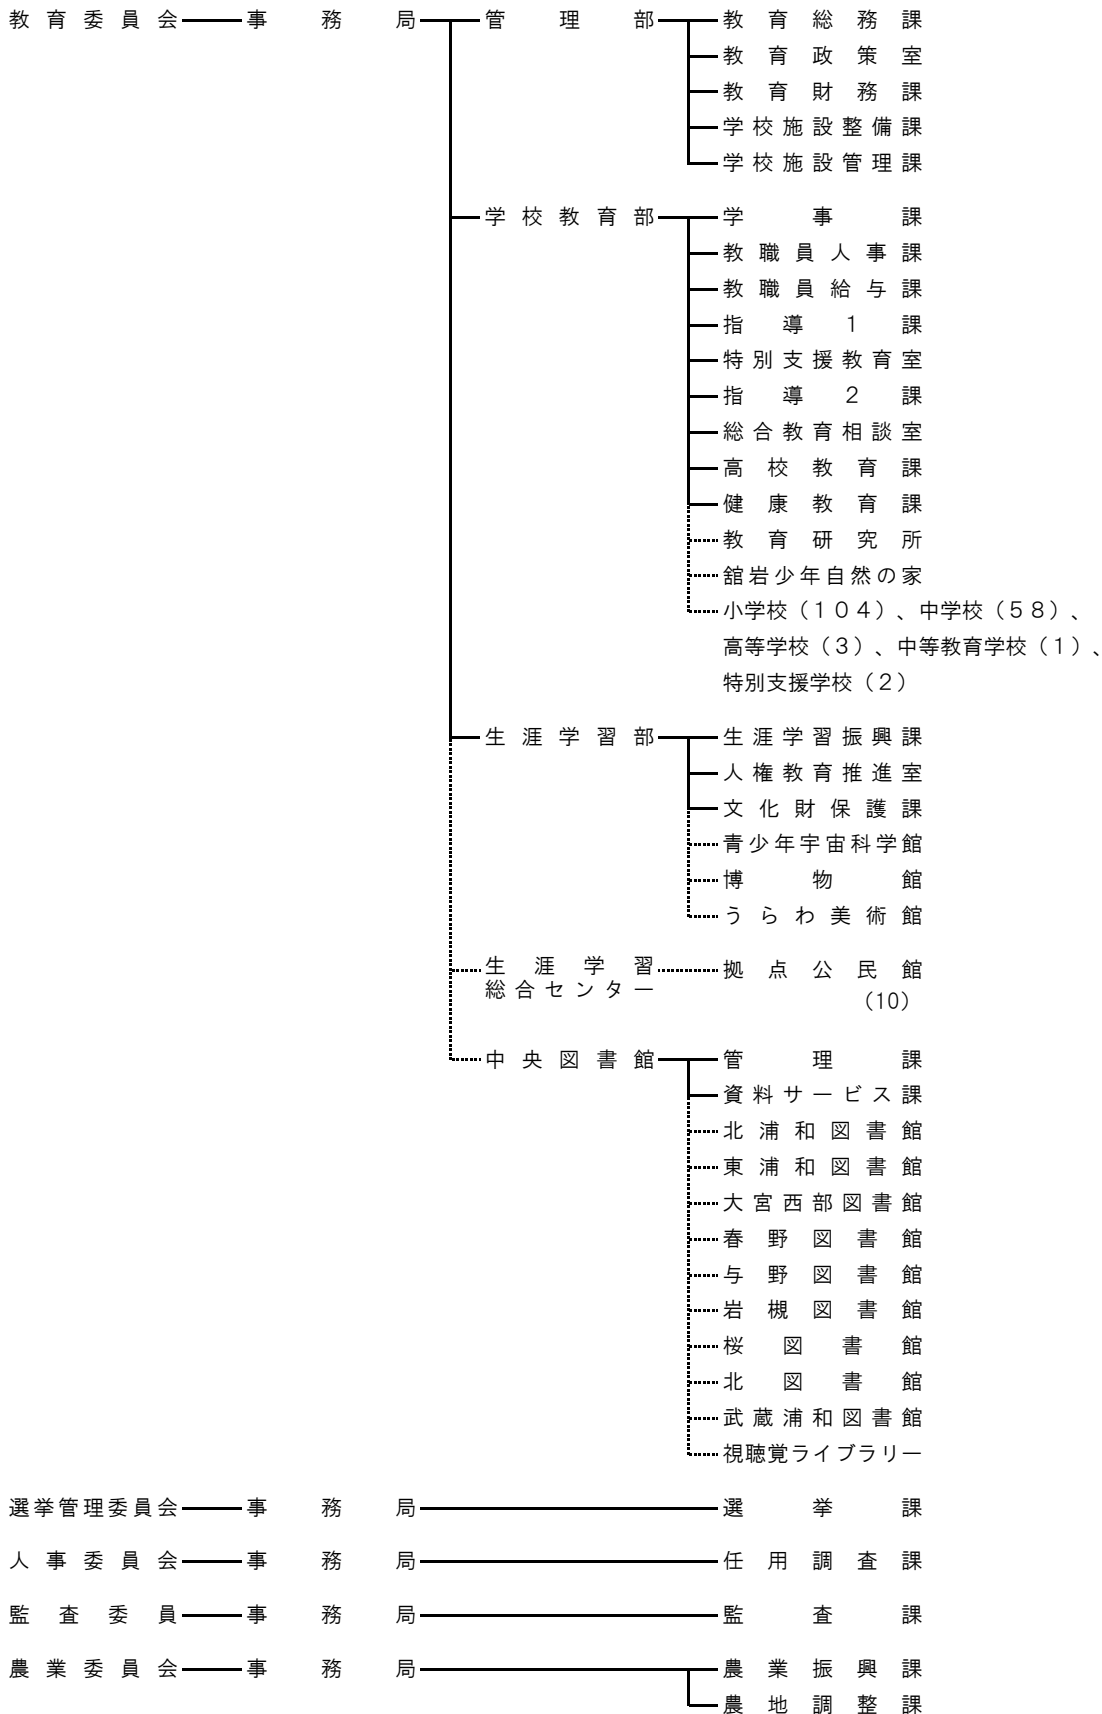 教育委員会 事務局 管理部 教育総務課
教育政策室
教育財務課
学校施設整備課
学校施設管理課
学校教育部 学事課
教職員人事課
教職員給与課
指導１課
特別支援教育室
指導２課
総合教育相談室
高校教育課
健康教育課
教育研究所
舘岩少年自然の家
小学校（１０４）、中学校（５８）、
高等学校（３）、中等教育学校（１）、
特別支援学校（２）
生涯学習部 生涯学習振興課
人権教育推進室
文化財保護課
青少年宇宙科学館
博物館
うらわ美術館
生涯学習 拠点公民館
総合センター （10）
中央図書館 管理課
資料サービス課
北浦和図書館
東浦和図書館
大宮西部図書館
春野図書館
与野図書館
岩槻図書館
桜図書館
北図書館
武蔵浦和図書館
視聴覚ライブラリー
選挙管理委員会 事務局 選挙課
人事委員会 事務局 任用調査課
監査委員 事務局 監査課
農業委員会 事務局 農業振興課
農地調整課